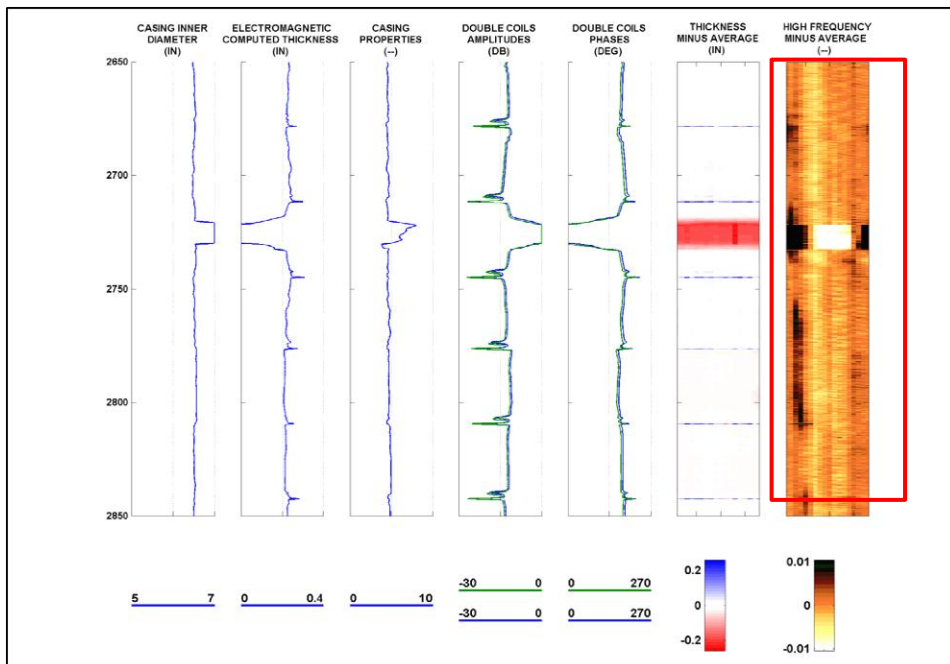 CASING INNER
DIAMETER
(IN)
ELECTROMAGNETIC
COMPUTED THICKNESS
(IN)
CASING
PROPERTIES
(--)
DOUBLE COILS
AMPLITUDES
(DB)
DOUBLE COILS
PHASES
(DEG)
THICKNESS
MINUS AVERAGE
(IN)
HIGH FREQUENCY
MINUS AVERAGE
(--)
2650
2700
2750
2800
2850
5 7
0 0.4
0 10
-30 0
-30 0
0 270
0 270
0.2
0
-0.2
0.01
0
-0.01